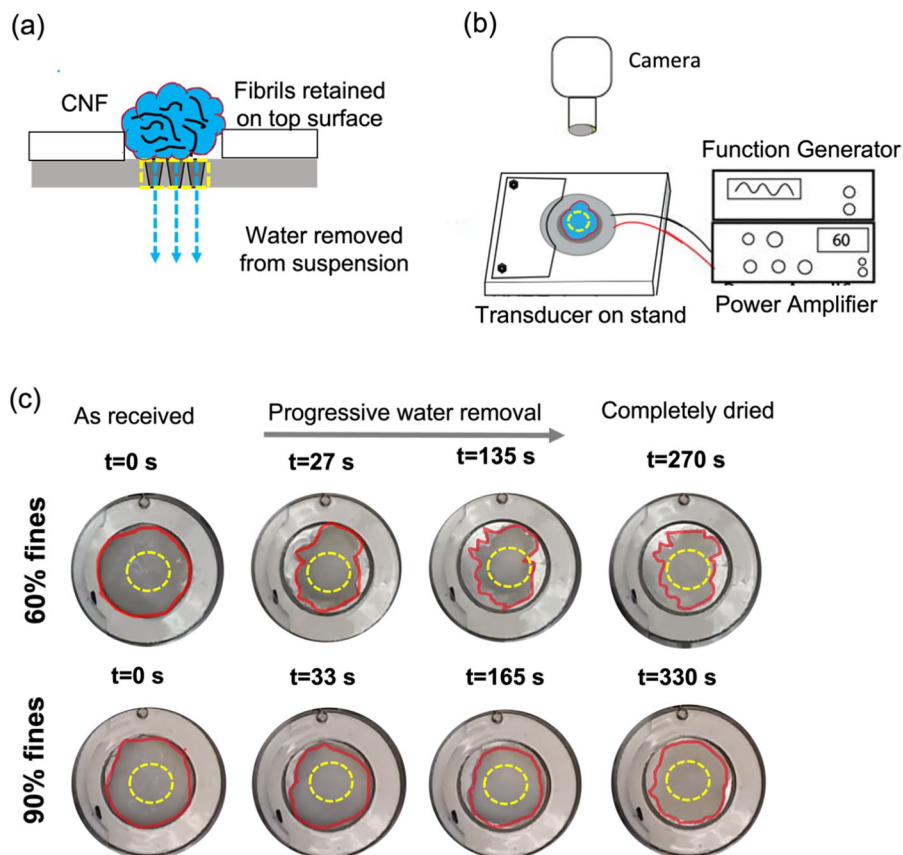 (a)
CNF
Fibrils retained
on top surface
Water removed
from suspension
(b)
Camera
Function Generator
60
Power Amplifier
Transducer on stand
(c)
As received
Progressive water removal
Completely dried
t=0 s
t=27 s
t=135 s
t=270 s
60% fines
t=0 s
t=33 s
t=165 s
t=330 s
90% fines